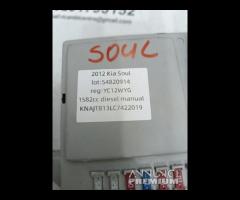 SOUL
2012 Kia Soul
lot:54820914
reg:YC12WYG
1582cc diesel manual
KNAJT813LC7422019
ANNUNCI
PREMIUM